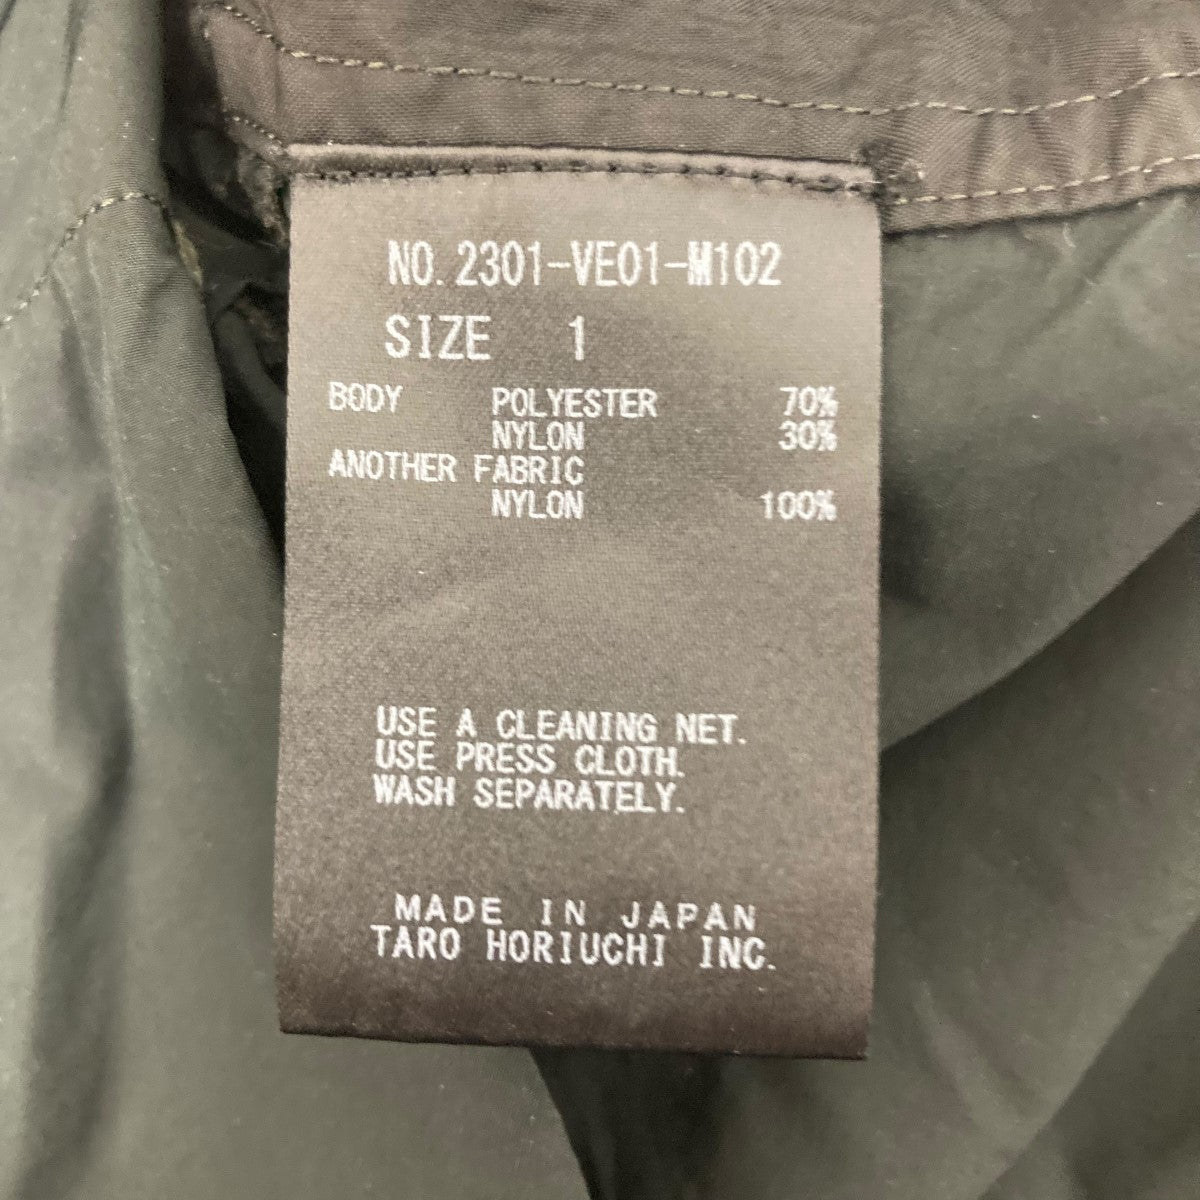 NO. 2301-VE01-M102
SIZE 1
BODY POLYESTER 70%
NYLON 30%
ANOTHER FABRIC
NYLON 100%
USE A CLEANING NET.
USE PRESS CLOTH.
WASH SEPARATELY.
MADE IN JAPAN
TARO HORIUCHI INC.